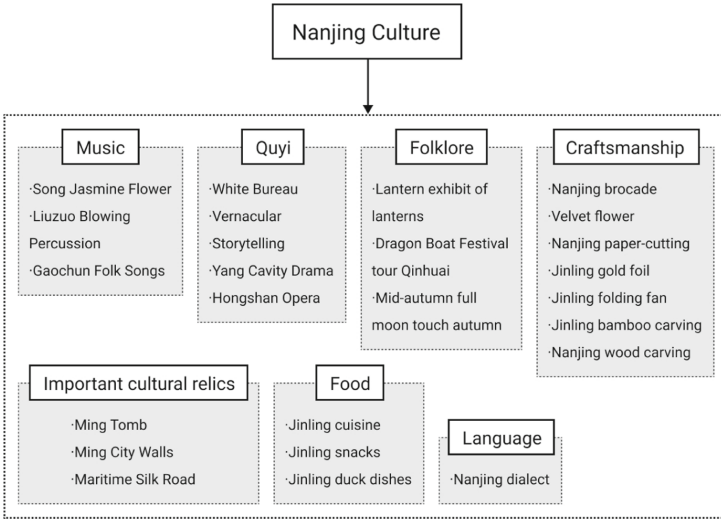 Nanjing Culture
Music
·Song Jasmine Flower
·Liuzuo Blowing
Percussion
·Gaochun Folk Songs
Quyi
·White Bureau
·Vernacular
·Storytelling
·Yang Cavity Drama
·Hongshan Opera
Folklore
·Lantern exhibit of
lanterns
·Dragon Boat Festival
tour Qinhuai
·Mid-autumn full
moon touch autumn
Craftsmanship
·Nanjing brocade
·Velvet flower
·Nanjing paper-cutting
·Jinling gold foil
·Jinling folding fan
·Jinling bamboo carving
·Nanjing wood carving
Important cultural relics
·Ming Tomb
·Ming City Walls
·Maritime Silk Road
Food
·Jinling cuisine
·Jinling snacks
·Jinling duck dishes
Language
·Nanjing dialect